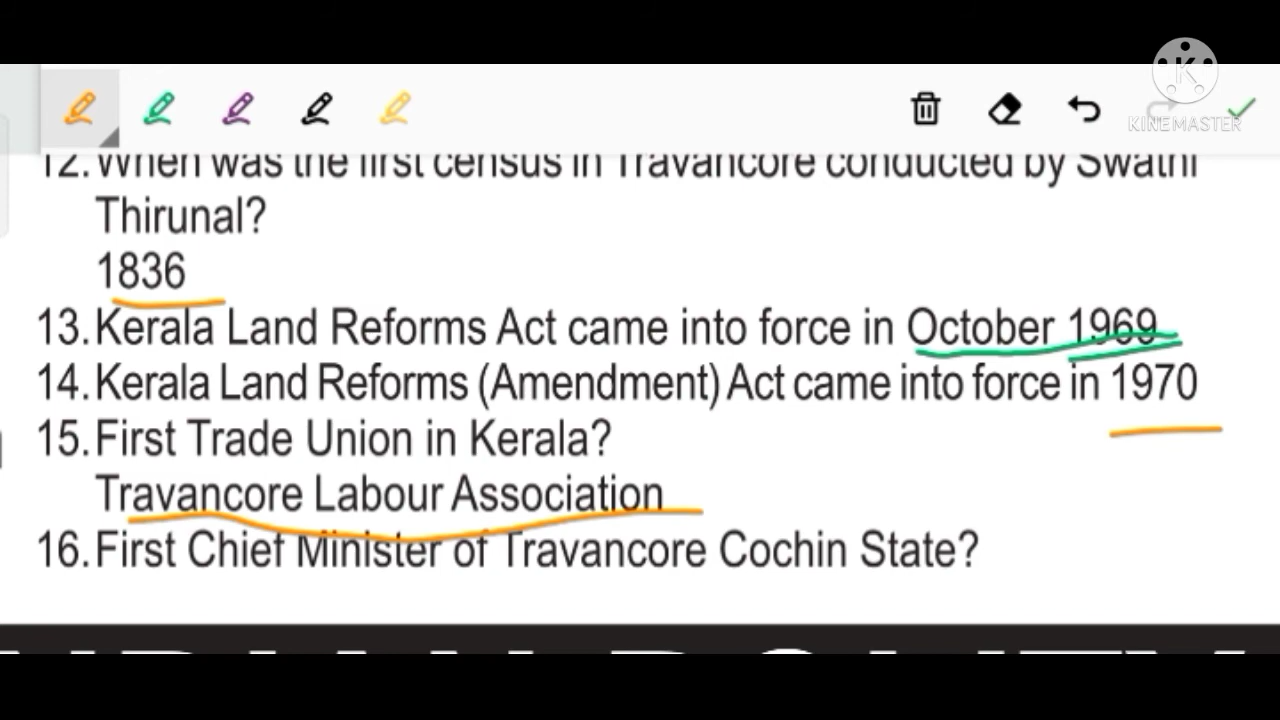 KINEMASTER
12. When was the first census in Travancore conducted by Swathi
Thirunal?
1836
13. Kerala Land Reforms Act came into force in October 1969
14. Kerala Land Reforms (Amendment) Act came into force in 1970
15. First Trade Union in Kerala?
Travancore Labour Association
16. First Chief Minister of Travancore Cochin State?